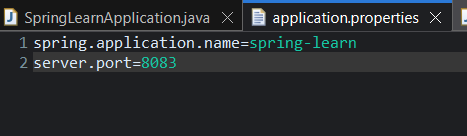 SpringLearnApplication.java application.properties
1 spring.application.name=spring-learn
2 server.port=8083